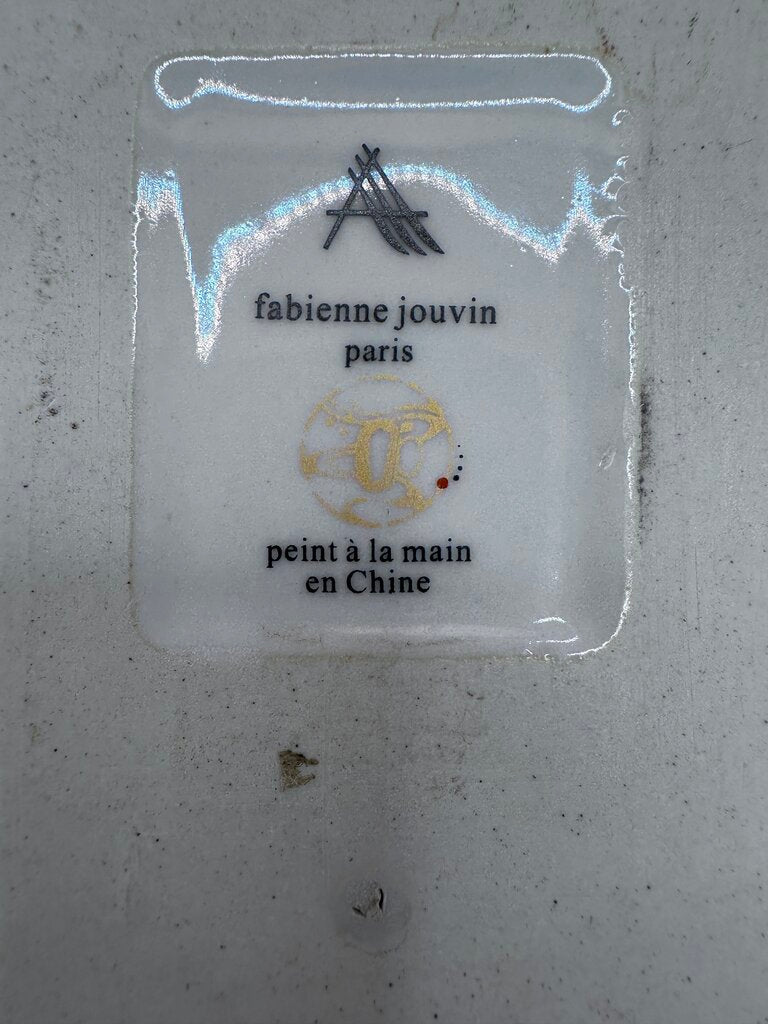 fabienne jouvin
paris
peint à la main
en Chine